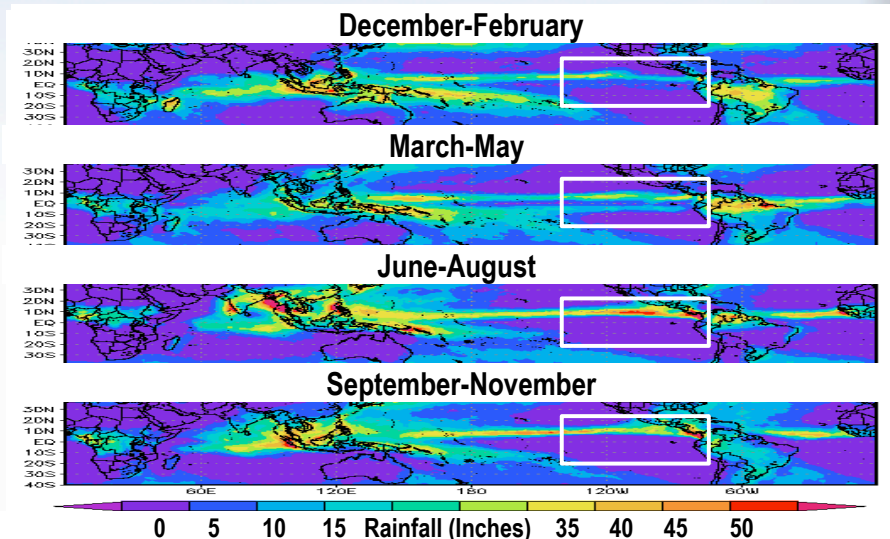 December-February
30N
20N
10N
EQ
10S
20S
30S
March-May
30N
20N
10N
EQ
10S
20S
30S
June-August
30N
20N
10N
EQ
10S
20S
30S
September-November
30N
20N
10N
EQ
10S
20S
30S
40S
60E 120E 180 120W 60W
0 5 10 15 Rainfall (Inches) 35 40 45 50